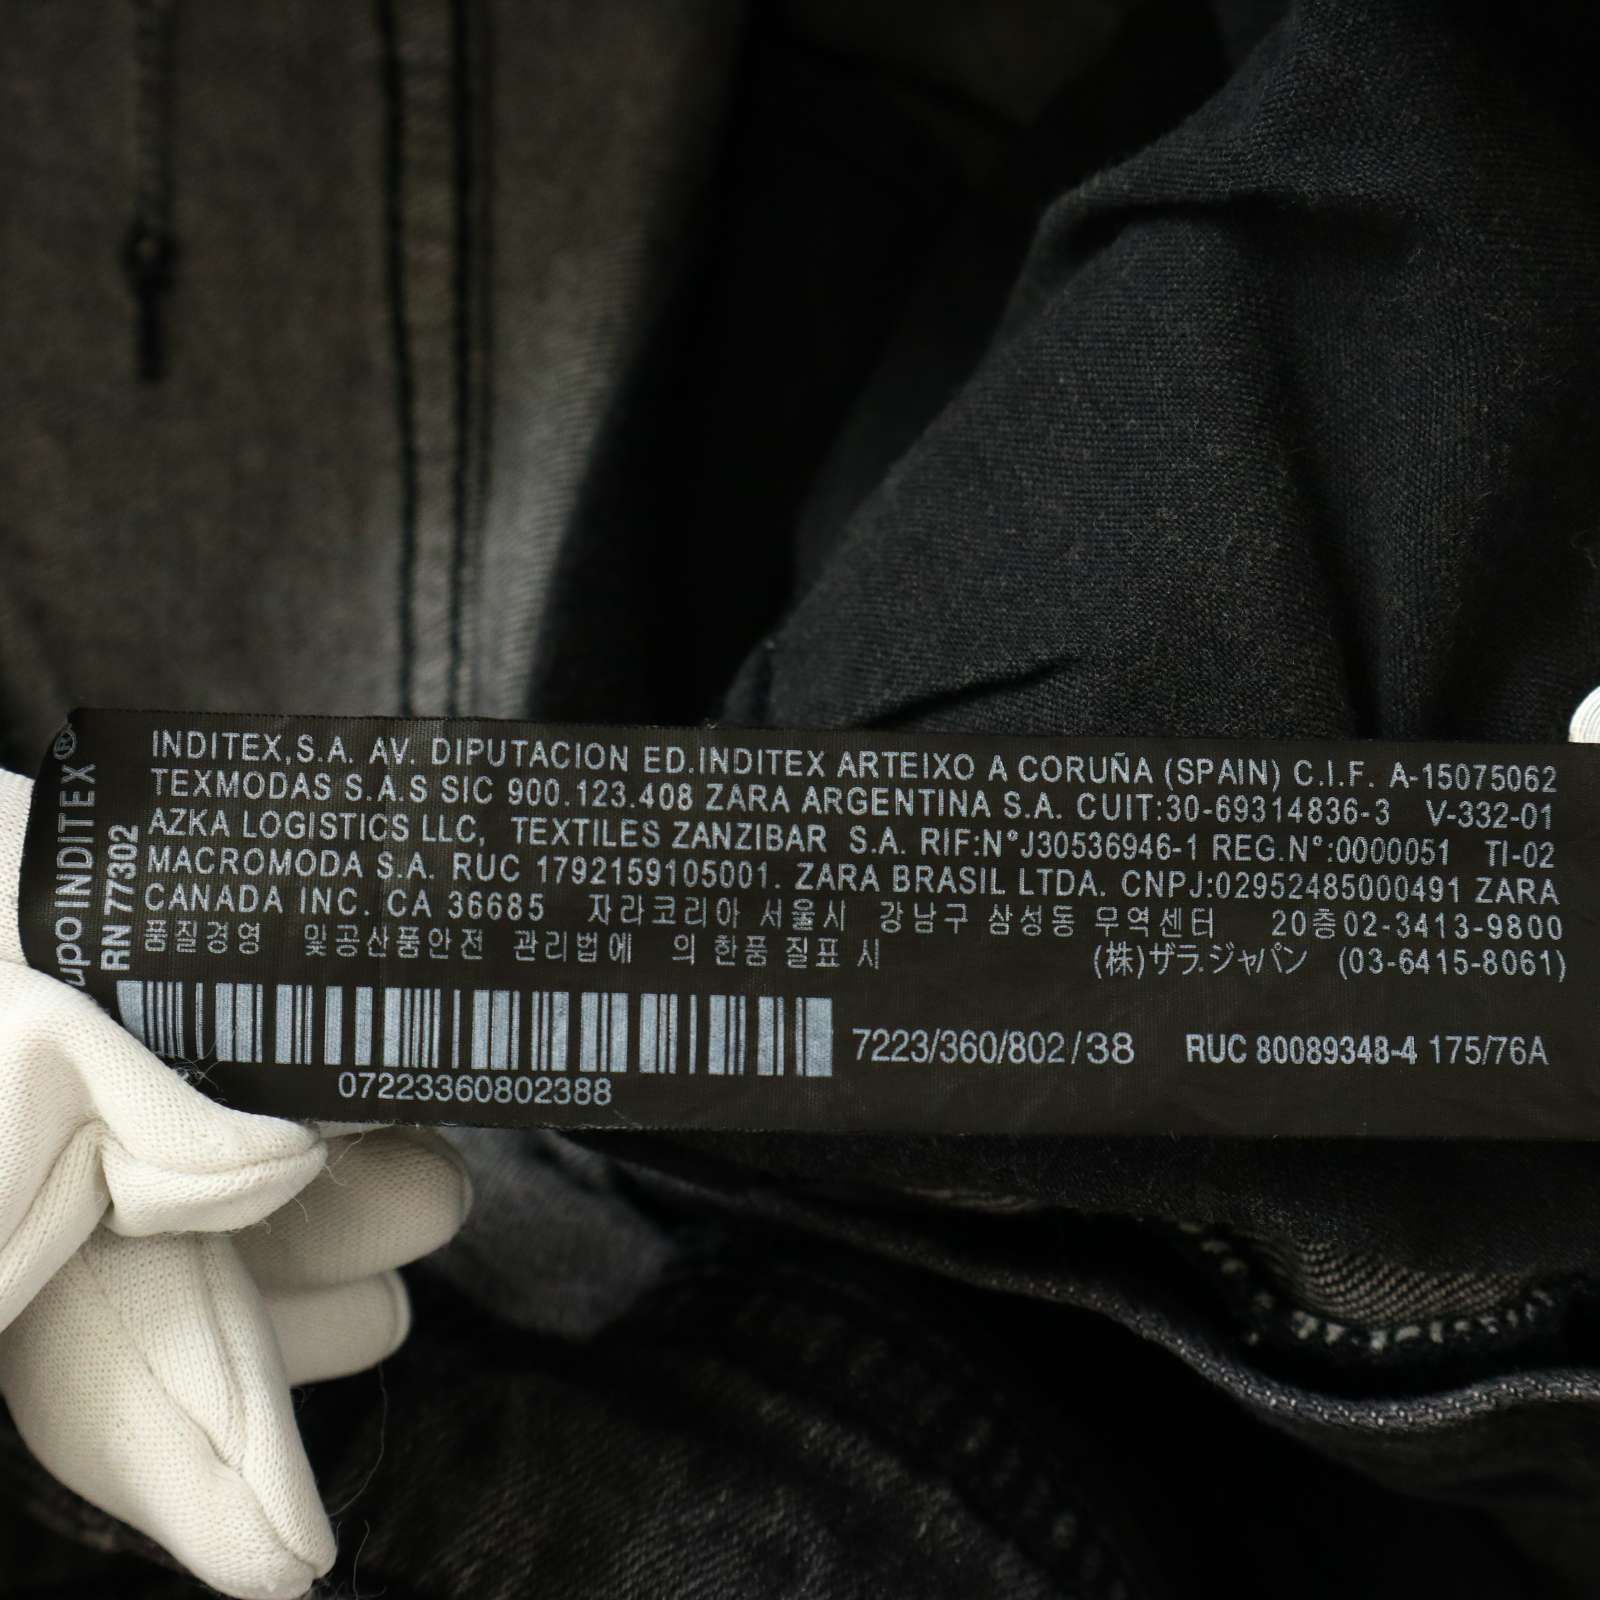 INDITEX,S.A. AV. DIPUTACION ED.INDITEX ARTEIXO A CORUÑA (SPAIN) C.I.F. A-15075062
TEXMODAS S.A.S SIC 900.123.408 ZARA ARGENTINA S.A. CUIT:30-69314836-3 V-332-01
AZKA LOGISTICS LLC, TEXTILES ZANZIBAR S.A. RIF:N°J30536946-1 REG.N°:0000051 TI-02
MACROMODA S.A. RUC 1792159105001. ZARA BRASIL LTDA. CNPJ:02952485000491 ZARA
CANADA INC. CA 36685 자라코리아 서울시 강남구 삼성동 무역센터 20층02-3413-9800
품질경영 및공산품안전 관리법에 의 한품 질표 시 (株)ザラ.ジャパン (03-6415-8061)
7223/360/802/38 RUC 80089348-4 175/76A
07223360802388
upoINDITEX®
RN 77302